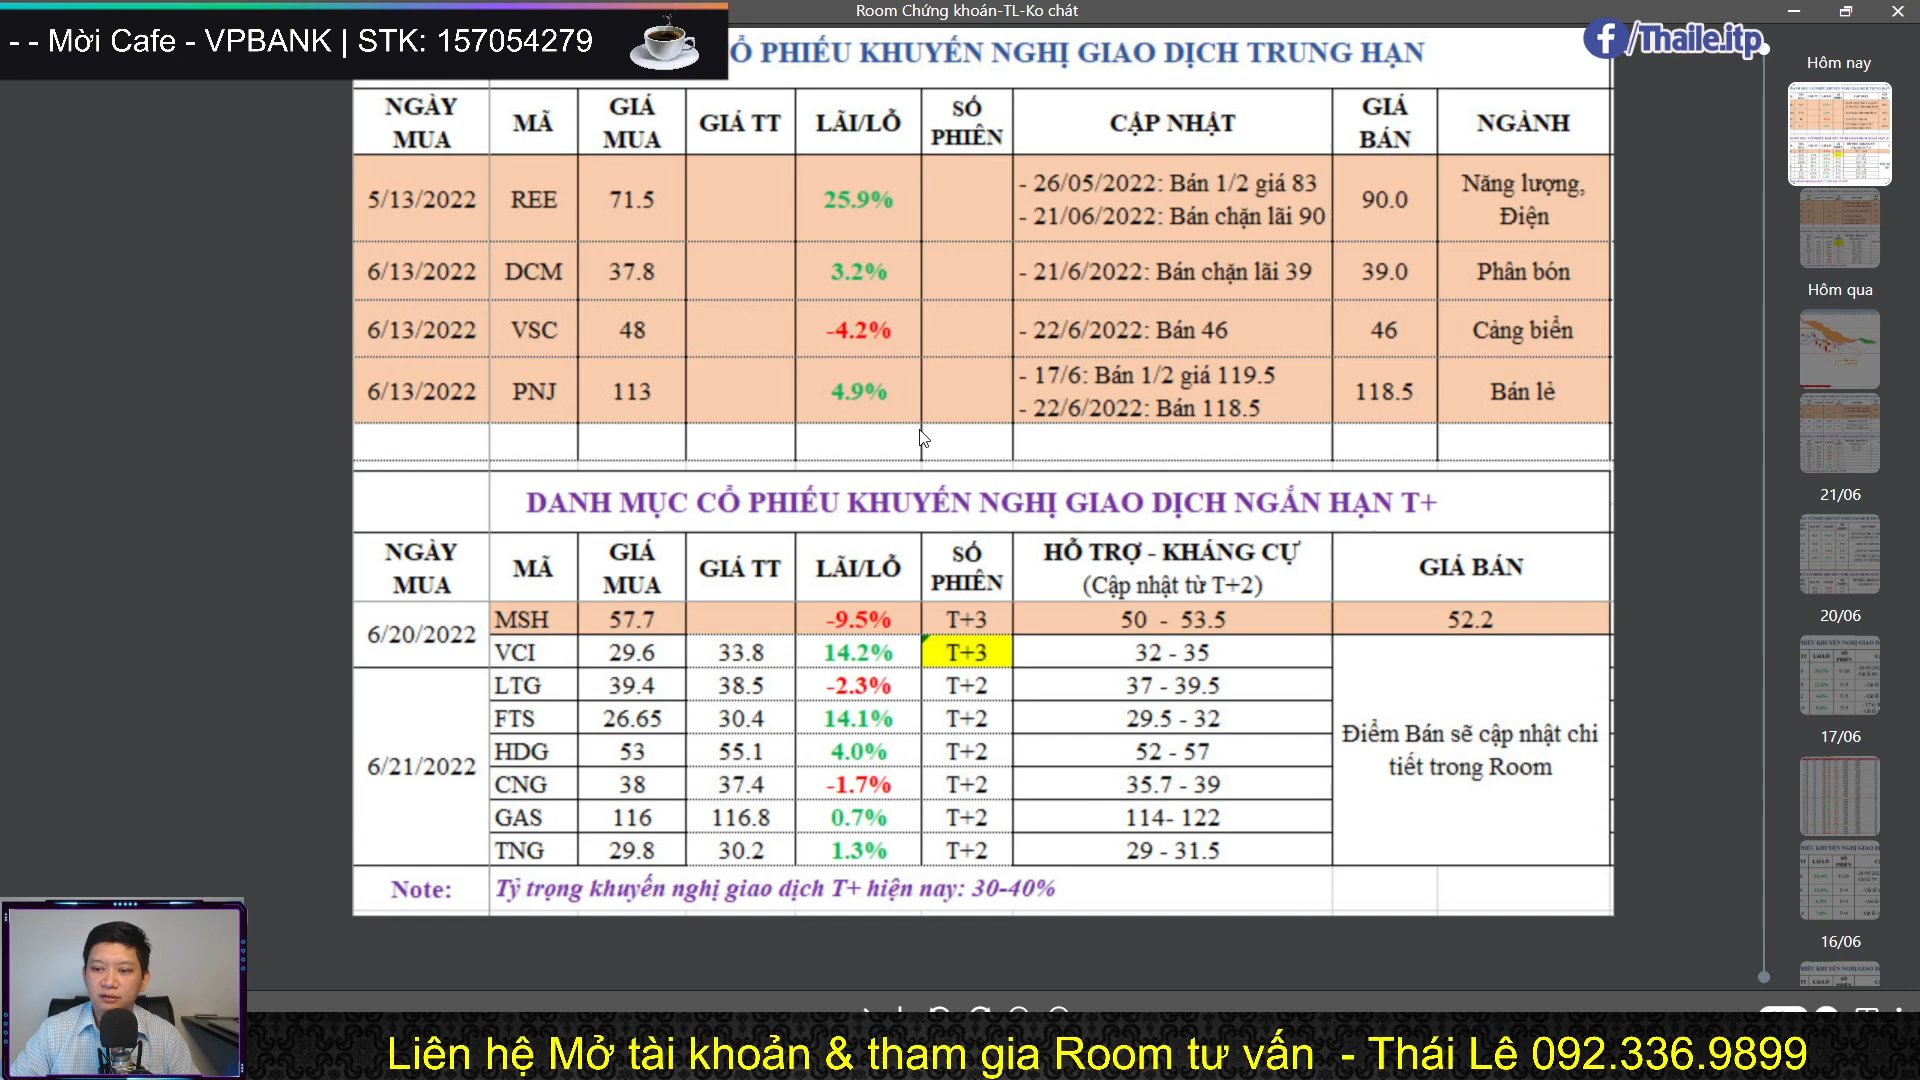 Room Chứng khoán-TL-Ko chát
- - Mời Cafe - VPBANK | STK: 157054279
/Thaile.itp
Ổ PHIẾU KHUYẾN NGHỊ GIAO DỊCH TRUNG HẠN
NGÀY MUA MÃ GIÁ MUA GIÁ TT LÃI/LỖ SỐ PHIÊN CẬP NHẬT GIÁ BÁN NGÀNH
5/13/2022 REE 71.5 25.9% - 26/05/2022: Bán 1/2 giá 83 90.0 Năng lượng,
- 21/06/2022: Bán chặn lãi 90 Điện
6/13/2022 DCM 37.8 3.2% - 21/6/2022: Bán chặn lãi 39 39.0 Phân bón
6/13/2022 VSC 48 -4.2% - 22/6/2022: Bán 46 46 Cảng biển
6/13/2022 PNJ 113 4.9% - 17/6: Bán 1/2 giá 119.5 118.5 Bán lẻ
- 22/6/2022: Bán 118.5
DANH MỤC CỔ PHIẾU KHUYẾN NGHỊ GIAO DỊCH NGẮN HẠN T+
NGÀY MUA MÃ GIÁ MUA GIÁ TT LÃI/LỖ SỐ PHIÊN HỖ TRỢ - KHÁNG CỰ (Cập nhật từ T+2) GIÁ BÁN
6/20/2022 MSH 57.7 -9.5% T+3 50 - 53.5 52.2
VCI 29.6 33.8 14.2% T+3 32 - 35
6/21/2022 LTG 39.4 38.5 -2.3% T+2 37 - 39.5
FTS 26.65 30.4 14.1% T+2 29.5 - 32
HDG 53 55.1 4.0% T+2 52 - 57
CNG 38 37.4 -1.7% T+2 35.7 - 39
GAS 116 116.8 0.7% T+2 114- 122
TNG 29.8 30.2 1.3% T+2 29 - 31.5
Điểm Bán sẽ cập nhật chi
tiết trong Room
Note: Tỷ trọng khuyến nghị giao dịch T+ hiện nay: 30-40%
Hôm nay
Hôm qua
21/06
20/06
17/06
16/06
Liên hệ Mở tài khoản & tham gia Room tư vấn - Thái Lê 092.336.9899